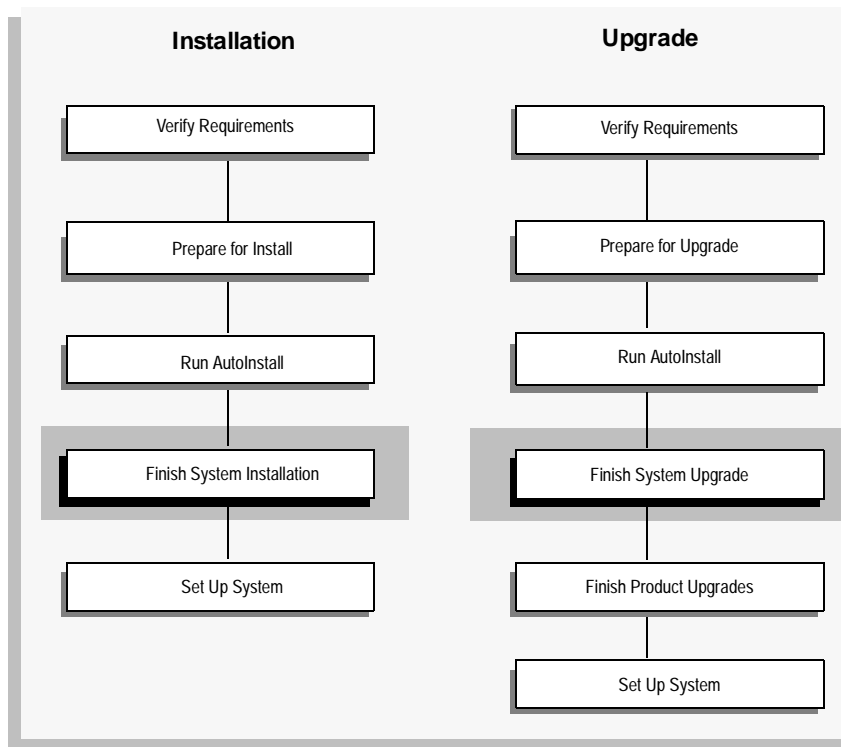 Installation
Verify Requirements
Prepare for Install
Run AutoInstall
Finish System Installation
Set Up System
Upgrade
Verify Requirements
Prepare for Upgrade
Run AutoInstall
Finish System Upgrade
Finish Product Upgrades
Set Up System